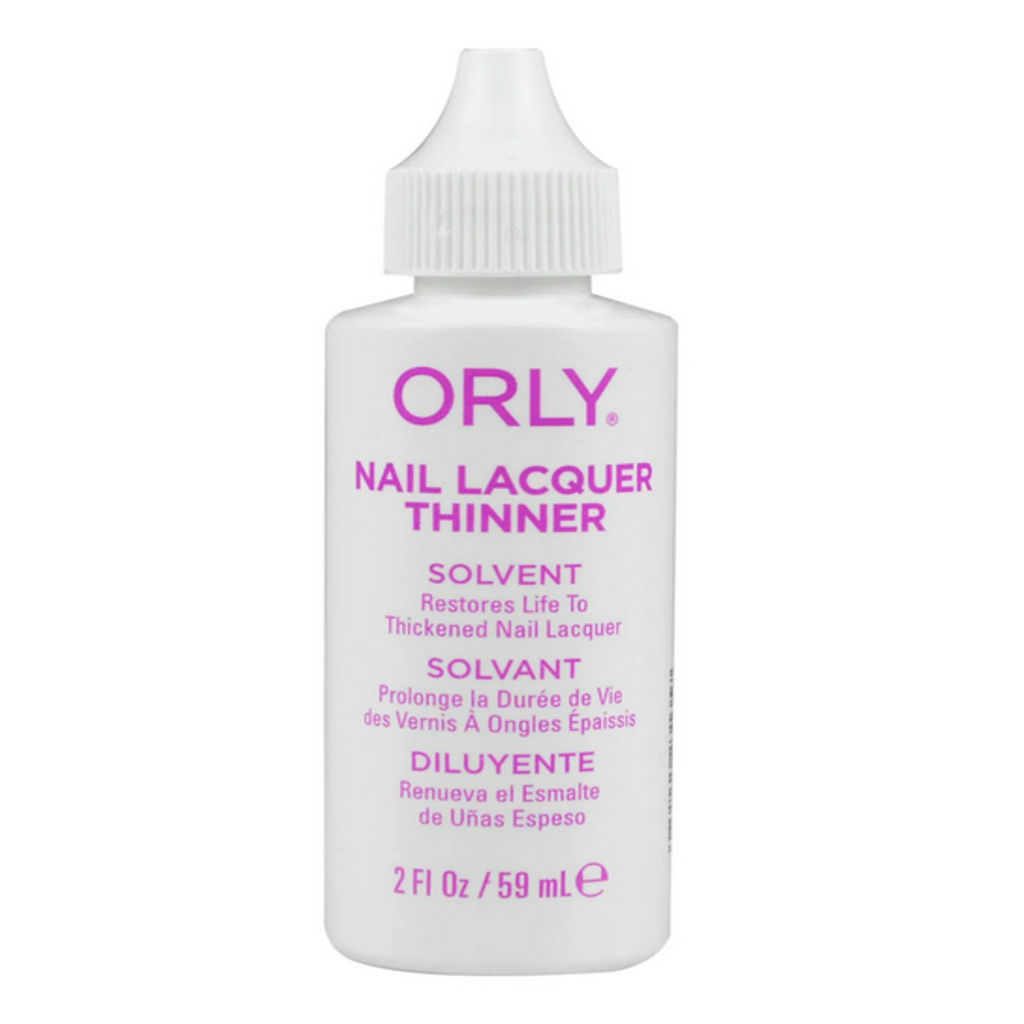 ORLY®
NAIL LACQUER
THINNER
SOLVENT
Restores Life To
Thickened Nail Lacquer
SOLVANT
Prolonge la Durée de Vie
des Vernis À Ongles Épaissis
DILUYENTE
Renueva el Esmalte
de Uñas Espeso
2 Fl Oz / 59 mL ℮